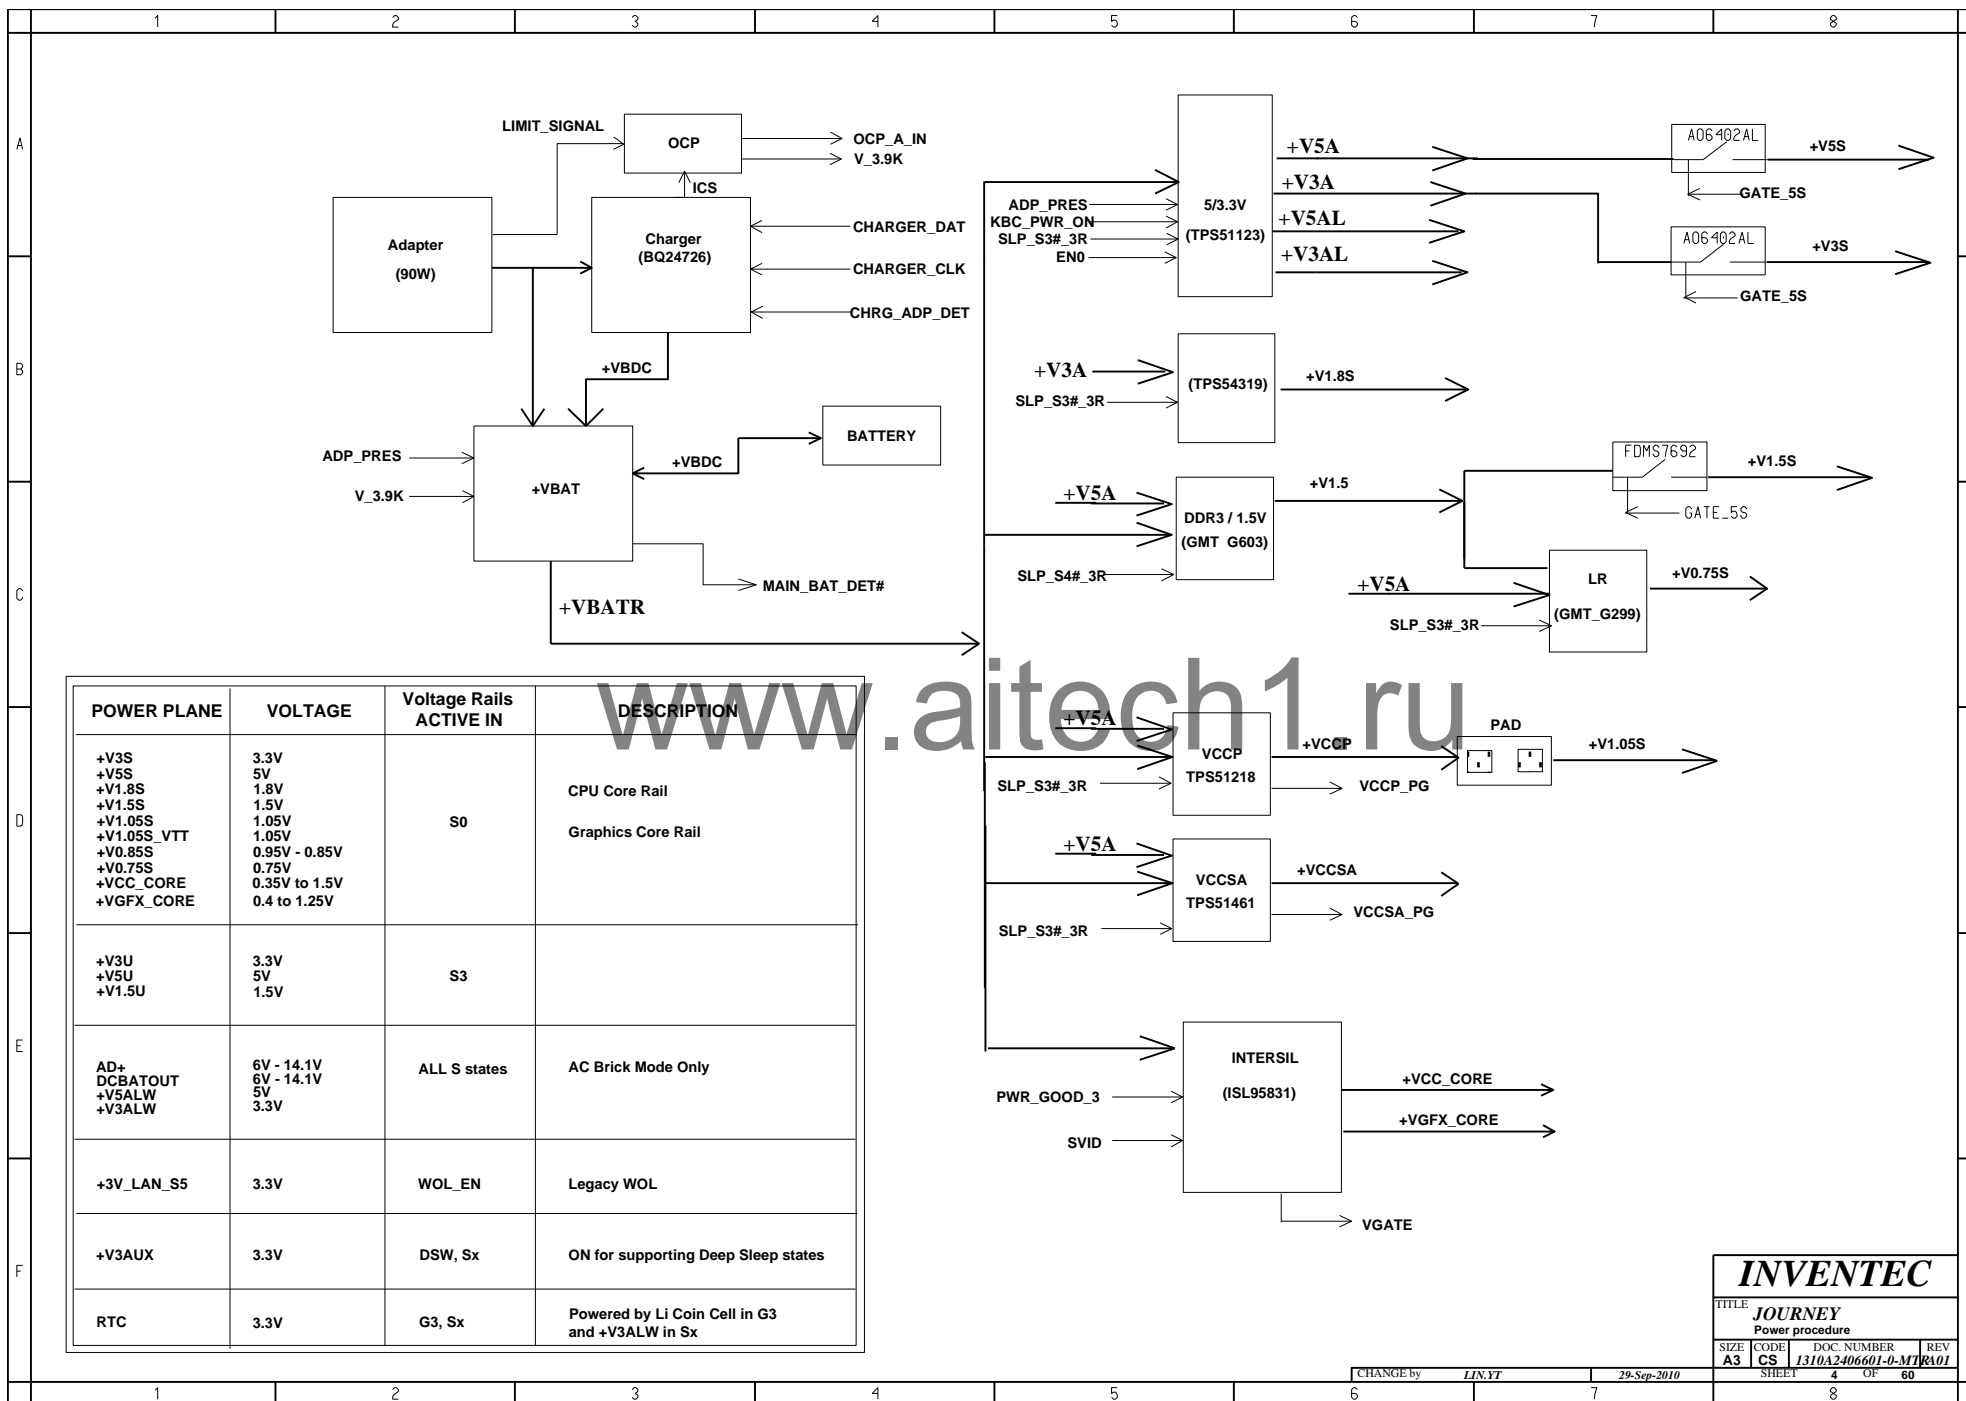 1 2 3 4 5 6 7 8
A
B
C
D
E
F
LIMIT_SIGNAL
OCP
OCP_A_IN
V_3.9K
ICS
Adapter
(90W)
Charger
(BQ24726)
CHARGER_DAT
CHARGER_CLK
CHRG_ADP_DET
+VBDC
BATTERY
ADP_PRES
V_3.9K
+VBAT
+VBDC
MAIN_BAT_DET#
+VBATR
ADP_PRES
KBC_PWR_ON
SLP_S3#_3R
EN0
5/3.3V
(TPS51123)
+V5A
+V3A
+V5AL
+V3AL
AO6402AL
+V5S
GATE_5S
AO6402AL
+V3S
GATE_5S
+V3A
SLP_S3#_3R
(TPS54319)
+V1.8S
+V5A
SLP_S4#_3R
DDR3 / 1.5V
(GMT G603)
+V1.5
FDMS7692
+V1.5S
GATE_5S
+V5A
SLP_S3#_3R
LR
(GMT_G299)
+V0.75S
www.aitech1.ru
+V5A
SLP_S3#_3R
VCCP
TPS51218
+VCCP
VCCP_PG
PAD
+V1.05S
+V5A
SLP_S3#_3R
VCCSA
TPS51461
+VCCSA
VCCSA_PG
PWR_GOOD_3
SVID
INTERSIL
(ISL95831)
+VCC_CORE
+VGFX_CORE
VGATE
POWER PLANE VOLTAGE Voltage Rails ACTIVE IN DESCRIPTION
+V3S 3.3V
+V5S 5V
+V1.8S 1.8V
+V1.5S 1.5V
+V1.05S 1.05V
+V1.05S_VTT 1.05V
+V0.85S 0.95V - 0.85V
+V0.75S 0.75V
+VCC_CORE 0.35V to 1.5V
+VGFX_CORE 0.4 to 1.25V
S0
CPU Core Rail
Graphics Core Rail
+V3U 3.3V
+V5U 5V
+V1.5U 1.5V
S3
AD+ 6V - 14.1V
DCBATOUT 6V - 14.1V
+V5ALW 5V
+V3ALW 3.3V
ALL S states
AC Brick Mode Only
+3V_LAN_S5 3.3V WOL_EN Legacy WOL
+V3AUX 3.3V DSW, Sx ON for supporting Deep Sleep states
RTC 3.3V G3, Sx Powered by Li Coin Cell in G3
and +V3ALW in Sx
INVENTEC
TITLE
JOURNEY
Power procedure
SIZE CODE DOC. NUMBER REV
A3 CS 1310A2406601-0-MTR A01
CHANGE by LIN.YT 29-Sep-2010 SHEET 4 OF 60
1 2 3 4 5 6 7 8